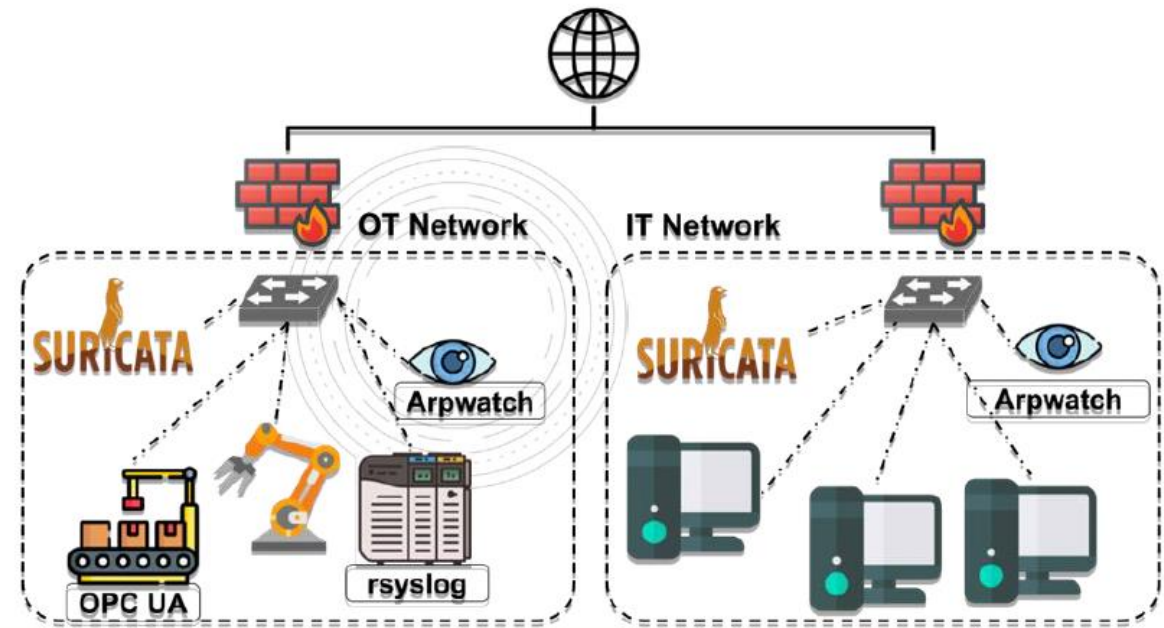 OT Network
IT Network
SURICATA
Arpwatch
OPC UA
rsyslog
SURICATA
Arpwatch